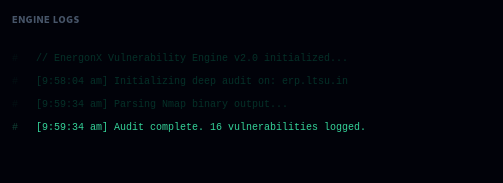 ENGINE LOGS
# // EnergonX Vulnerability Engine v2.0 initialized...
# [9:58:04 am] Initializing deep audit on: erp.ltsu.in
# [9:59:34 am] Parsing Nmap binary output...
# [9:59:34 am] Audit complete. 16 vulnerabilities logged.